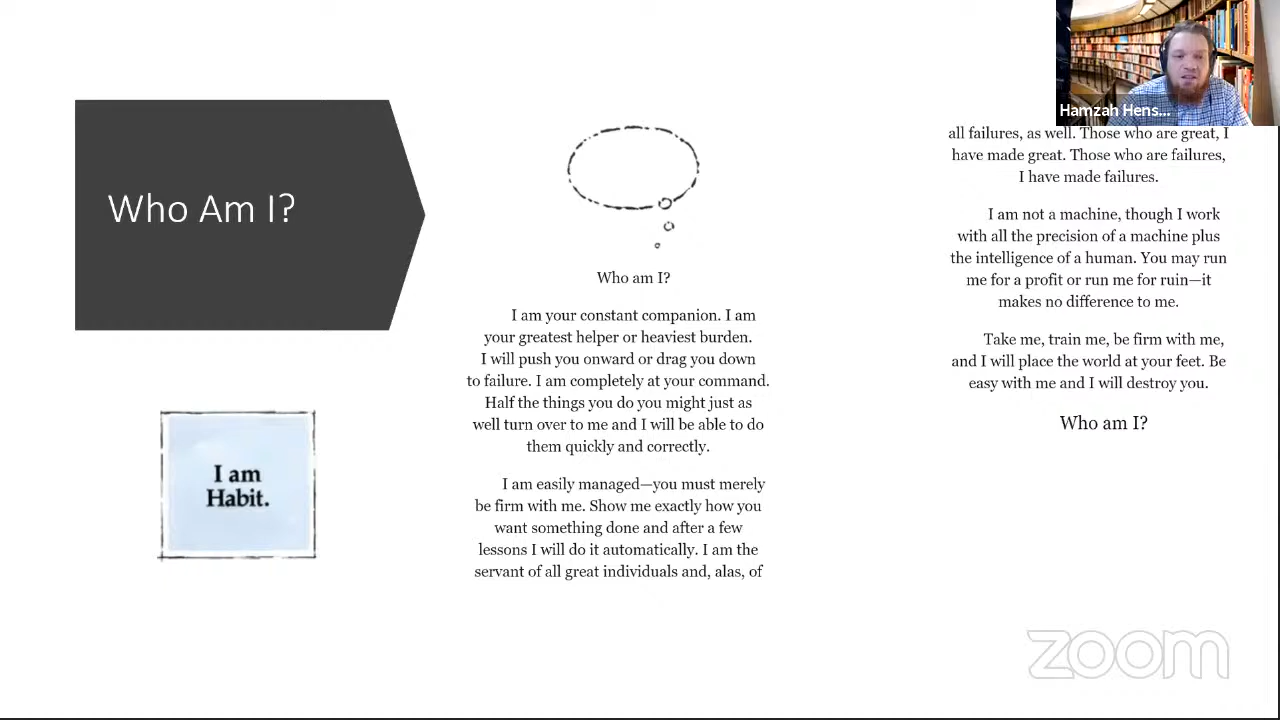 Who Am I?
I am
Habit.
Who am I?
I am your constant companion. I am
your greatest helper or heaviest burden.
I will push you onward or drag you down
to failure. I am completely at your command.
Half the things you do you might just as
well turn over to me and I will be able to do
them quickly and correctly.
I am easily managed—you must merely
be firm with me. Show me exactly how you
want something done and after a few
lessons I will do it automatically. I am the
servant of all great individuals and, alas, of
Hamzah Hens...
all failures, as well. Those who are great, I
have made great. Those who are failures,
I have made failures.
I am not a machine, though I work
with all the precision of a machine plus
the intelligence of a human. You may run
me for a profit or run me for ruin—it
makes no difference to me.
Take me, train me, be firm with me,
and I will place the world at your feet. Be
easy with me and I will destroy you.
Who am I?
zoom